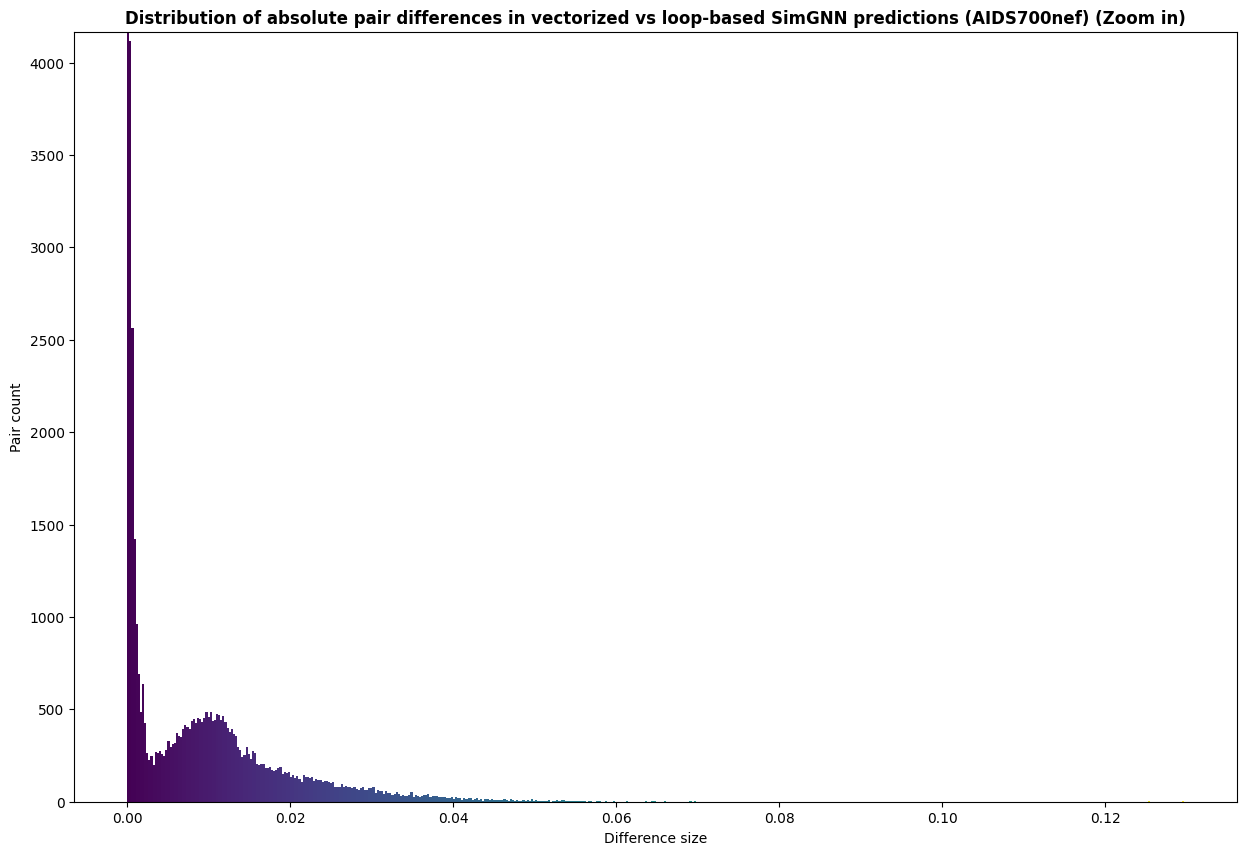 Distribution of absolute pair differences in vectorized vs loop-based SimGNN predictions (AIDS700nef) (Zoom in)
4000
3500
3000
2500
2000
1500
1000
500
0
Pair count
0.00 0.02 0.04 0.06 0.08 0.10 0.12
Difference size